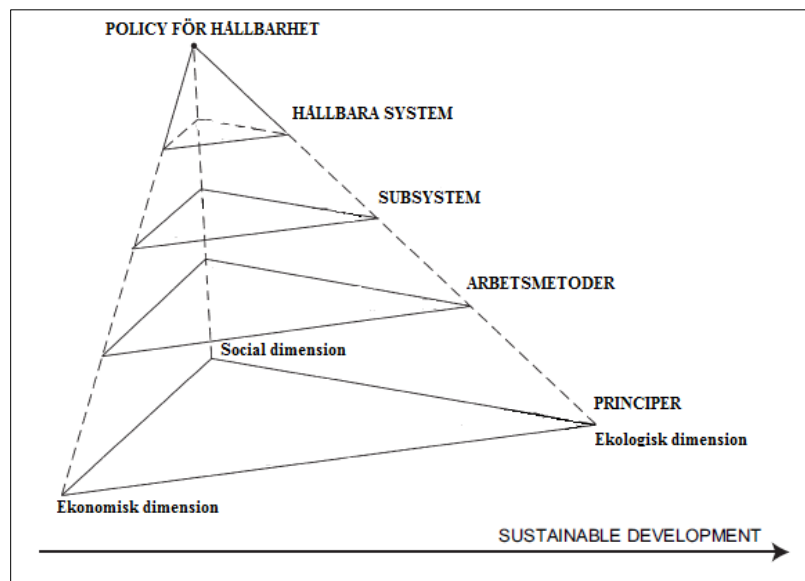 POLICY FÖR HÅLLBARHET
HÅLLBARA SYSTEM
SUBSYSTEM
ARBETSMETODER
Social dimension
PRINCIPER
Ekologisk dimension
Ekonomisk dimension
SUSTAINABLE DEVELOPMENT